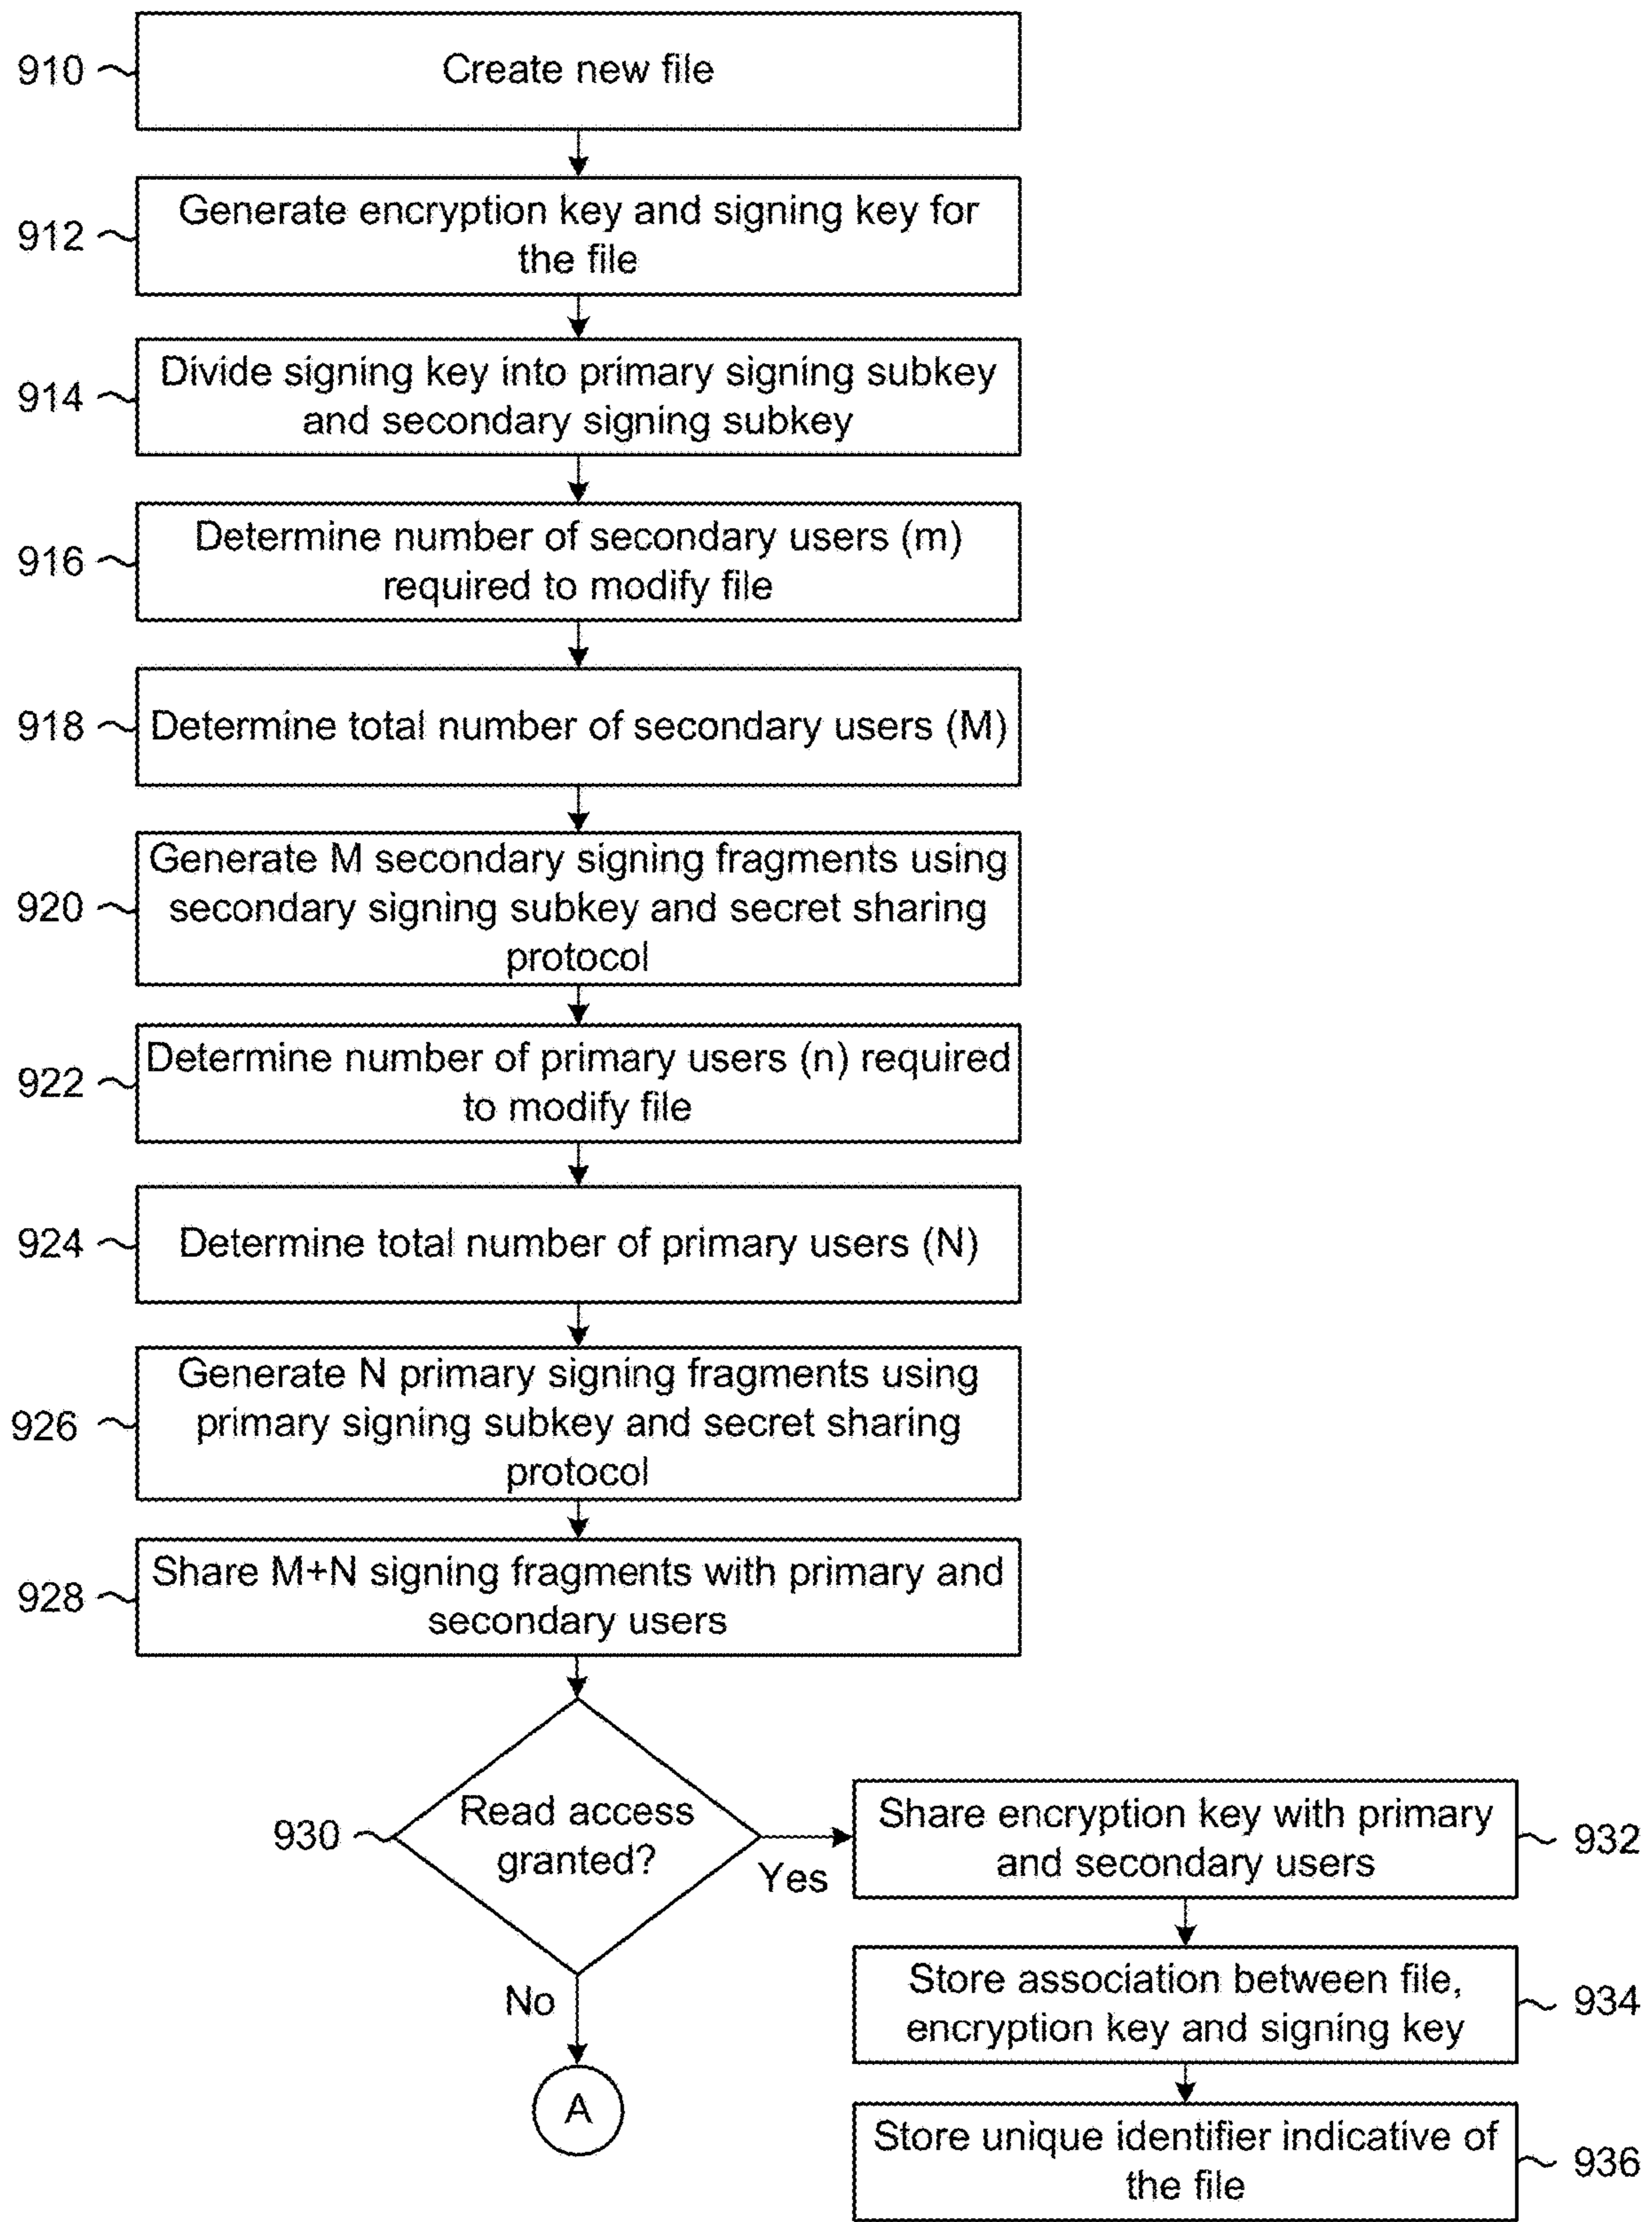 910
Create new file
912
Generate encryption key and signing key for
the file
914
Divide signing key into primary signing subkey
and secondary signing subkey
916
Determine number of secondary users (m)
required to modify file
918
Determine total number of secondary users (M)
920
Generate M secondary signing fragments using
secondary signing subkey and secret sharing
protocol
922
Determine number of primary users (n) required
to modify file
924
Determine total number of primary users (N)
926
Generate N primary signing fragments using
primary signing subkey and secret sharing
protocol
928
Share M+N signing fragments with primary and
secondary users
930
Read access
granted?
Yes
No
A
Share encryption key with primary
and secondary users
932
Store association between file,
encryption key and signing key
934
Store unique identifier indicative of
the file
936